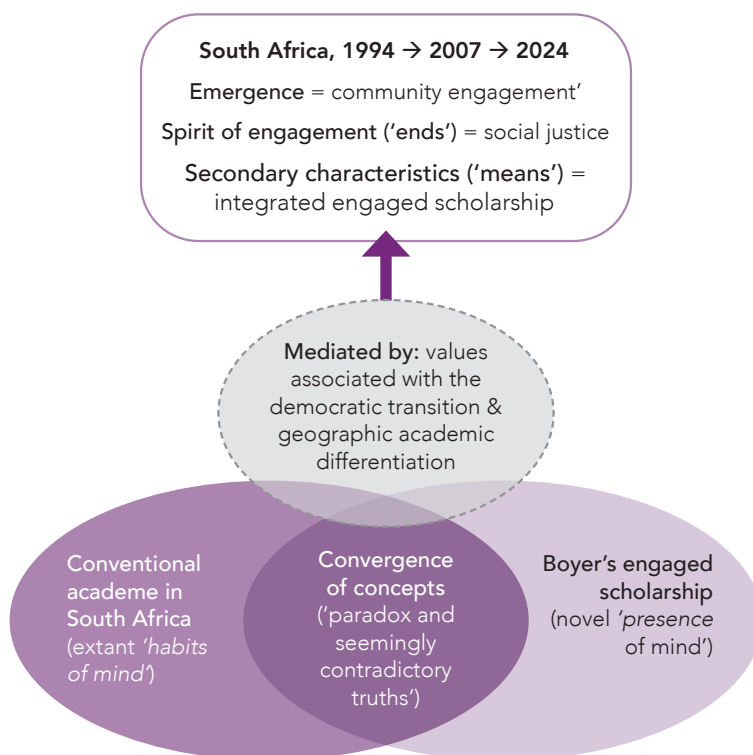 South Africa, 1994 → 2007 → 2024
Emergence = community engagement’
Spirit of engagement (‘ends’) = social justice
Secondary characteristics (‘means’) =
integrated engaged scholarship
Mediated by: values
associated with the
democratic transition &
geographic academic
differentiation
Conventional
academe in
South Africa
(extant ‘habits
of mind’)
Convergence
of concepts
(‘paradox and
seemingly
contradictory
truths’)
Boyer’s engaged
scholarship
(novel ‘presence
of mind’)